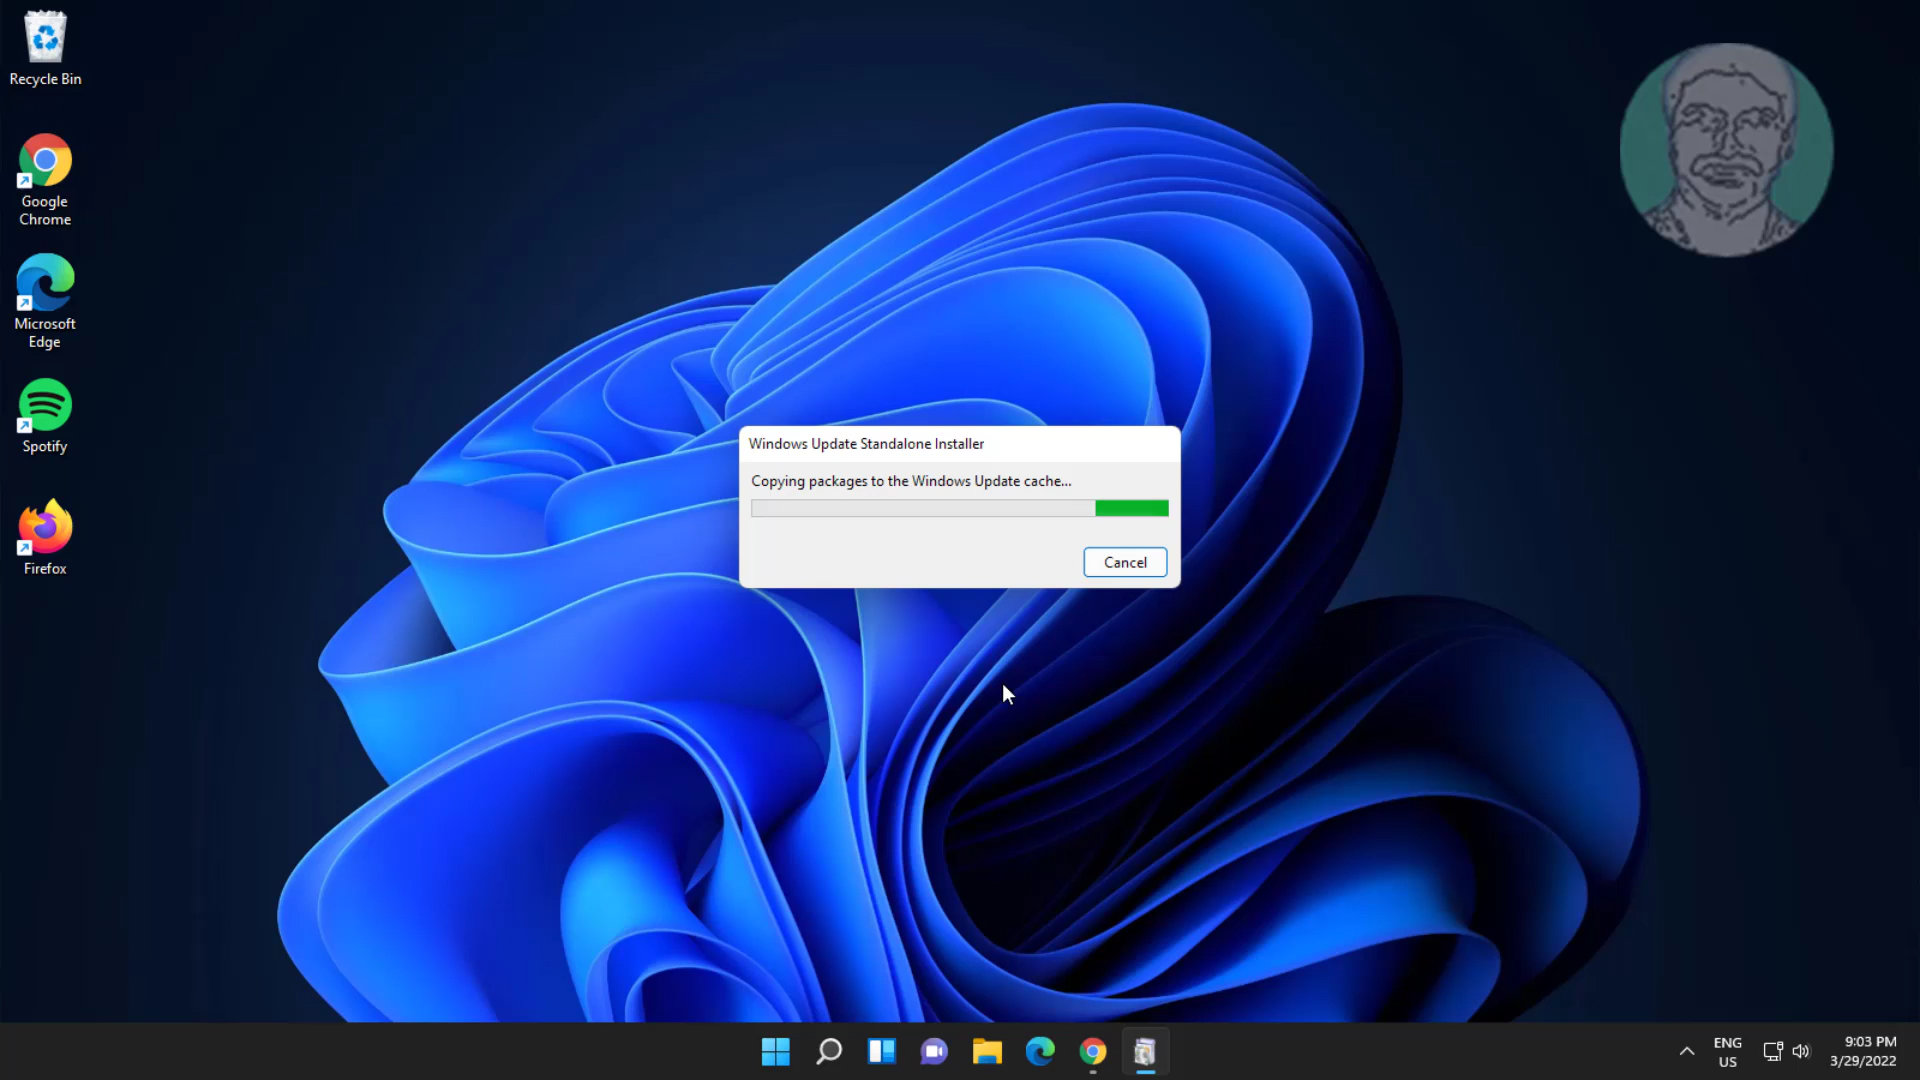 Recycle Bin
Google
Chrome
Microsoft
Edge
Spotify
Firefox
Windows Update Standalone Installer
Copying packages to the Windows Update cache...
Cancel
ENG
US
9:03 PM
3/29/2022